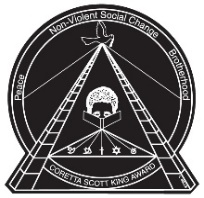 Peace
Non-Violent Social Change
Brotherhood
CORETTA SCOTT KING AWARD